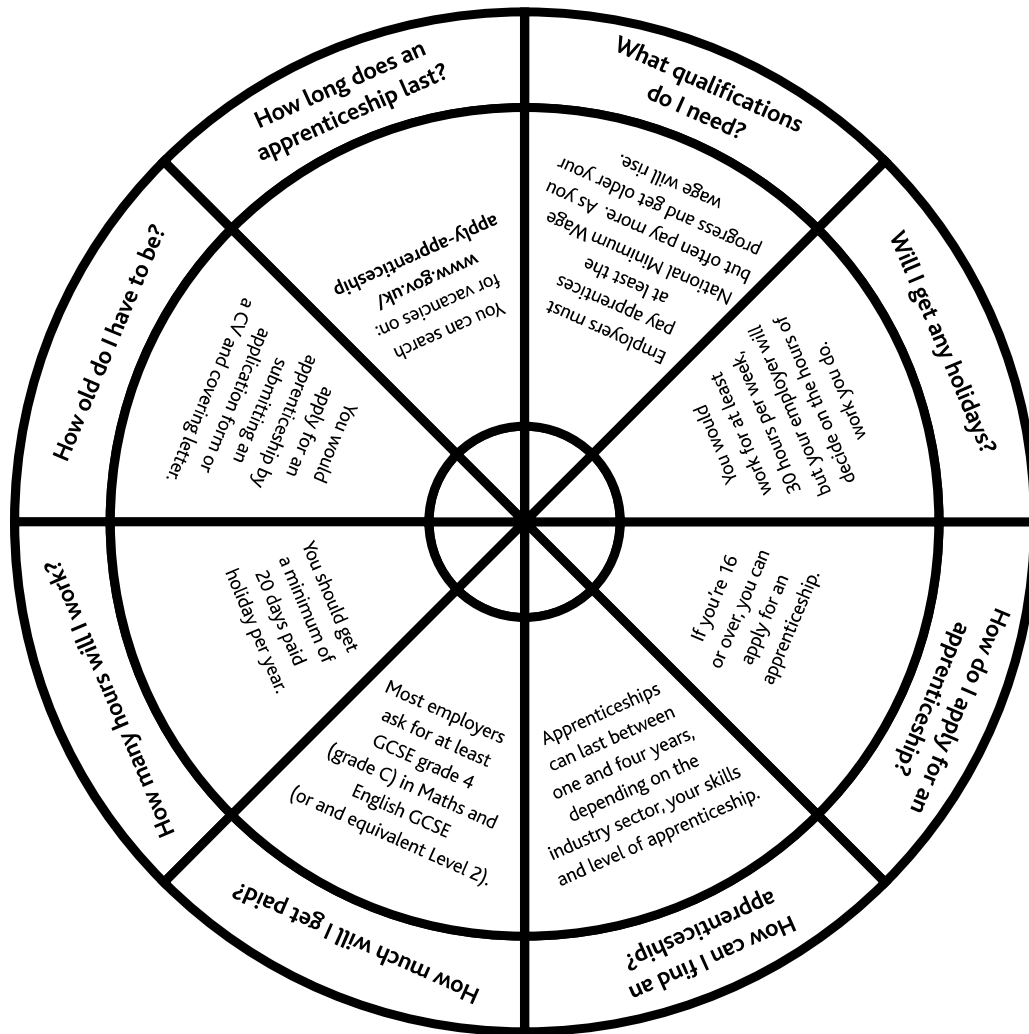 How long does an
apprenticeship last?
What qualifications
do I need?
Will I get any holidays?
How do I apply for an
apprenticeship?
How can I find an
apprenticeship?
How much will I get paid?
How many hours will I work?
How old do I have to be?
You can search
for vacancies on:
www.gov.uk/
apply-apprenticeship
Employers must
pay apprentices
at least the
National Minimum Wage
but often pay more. As you
progress and get older your
wage will rise.
You would
work for at least
30 hours per week,
but your employer will
decide on the hours of
work you do.
If you're 16
or over, you can
apply for an
apprenticeship.
Apprenticeships
can last between
one and four years,
depending on the
industry sector, your skills
and level of apprenticeship.
Most employers
ask for at least
GCSE grade 4
(grade C) in Maths and
English GCSE
(or and equivalent Level 2).
You should get
a minimum of
20 days paid
holiday per year.
You would
apply for an
apprenticeship by
submitting an
application form or
a CV and covering letter.